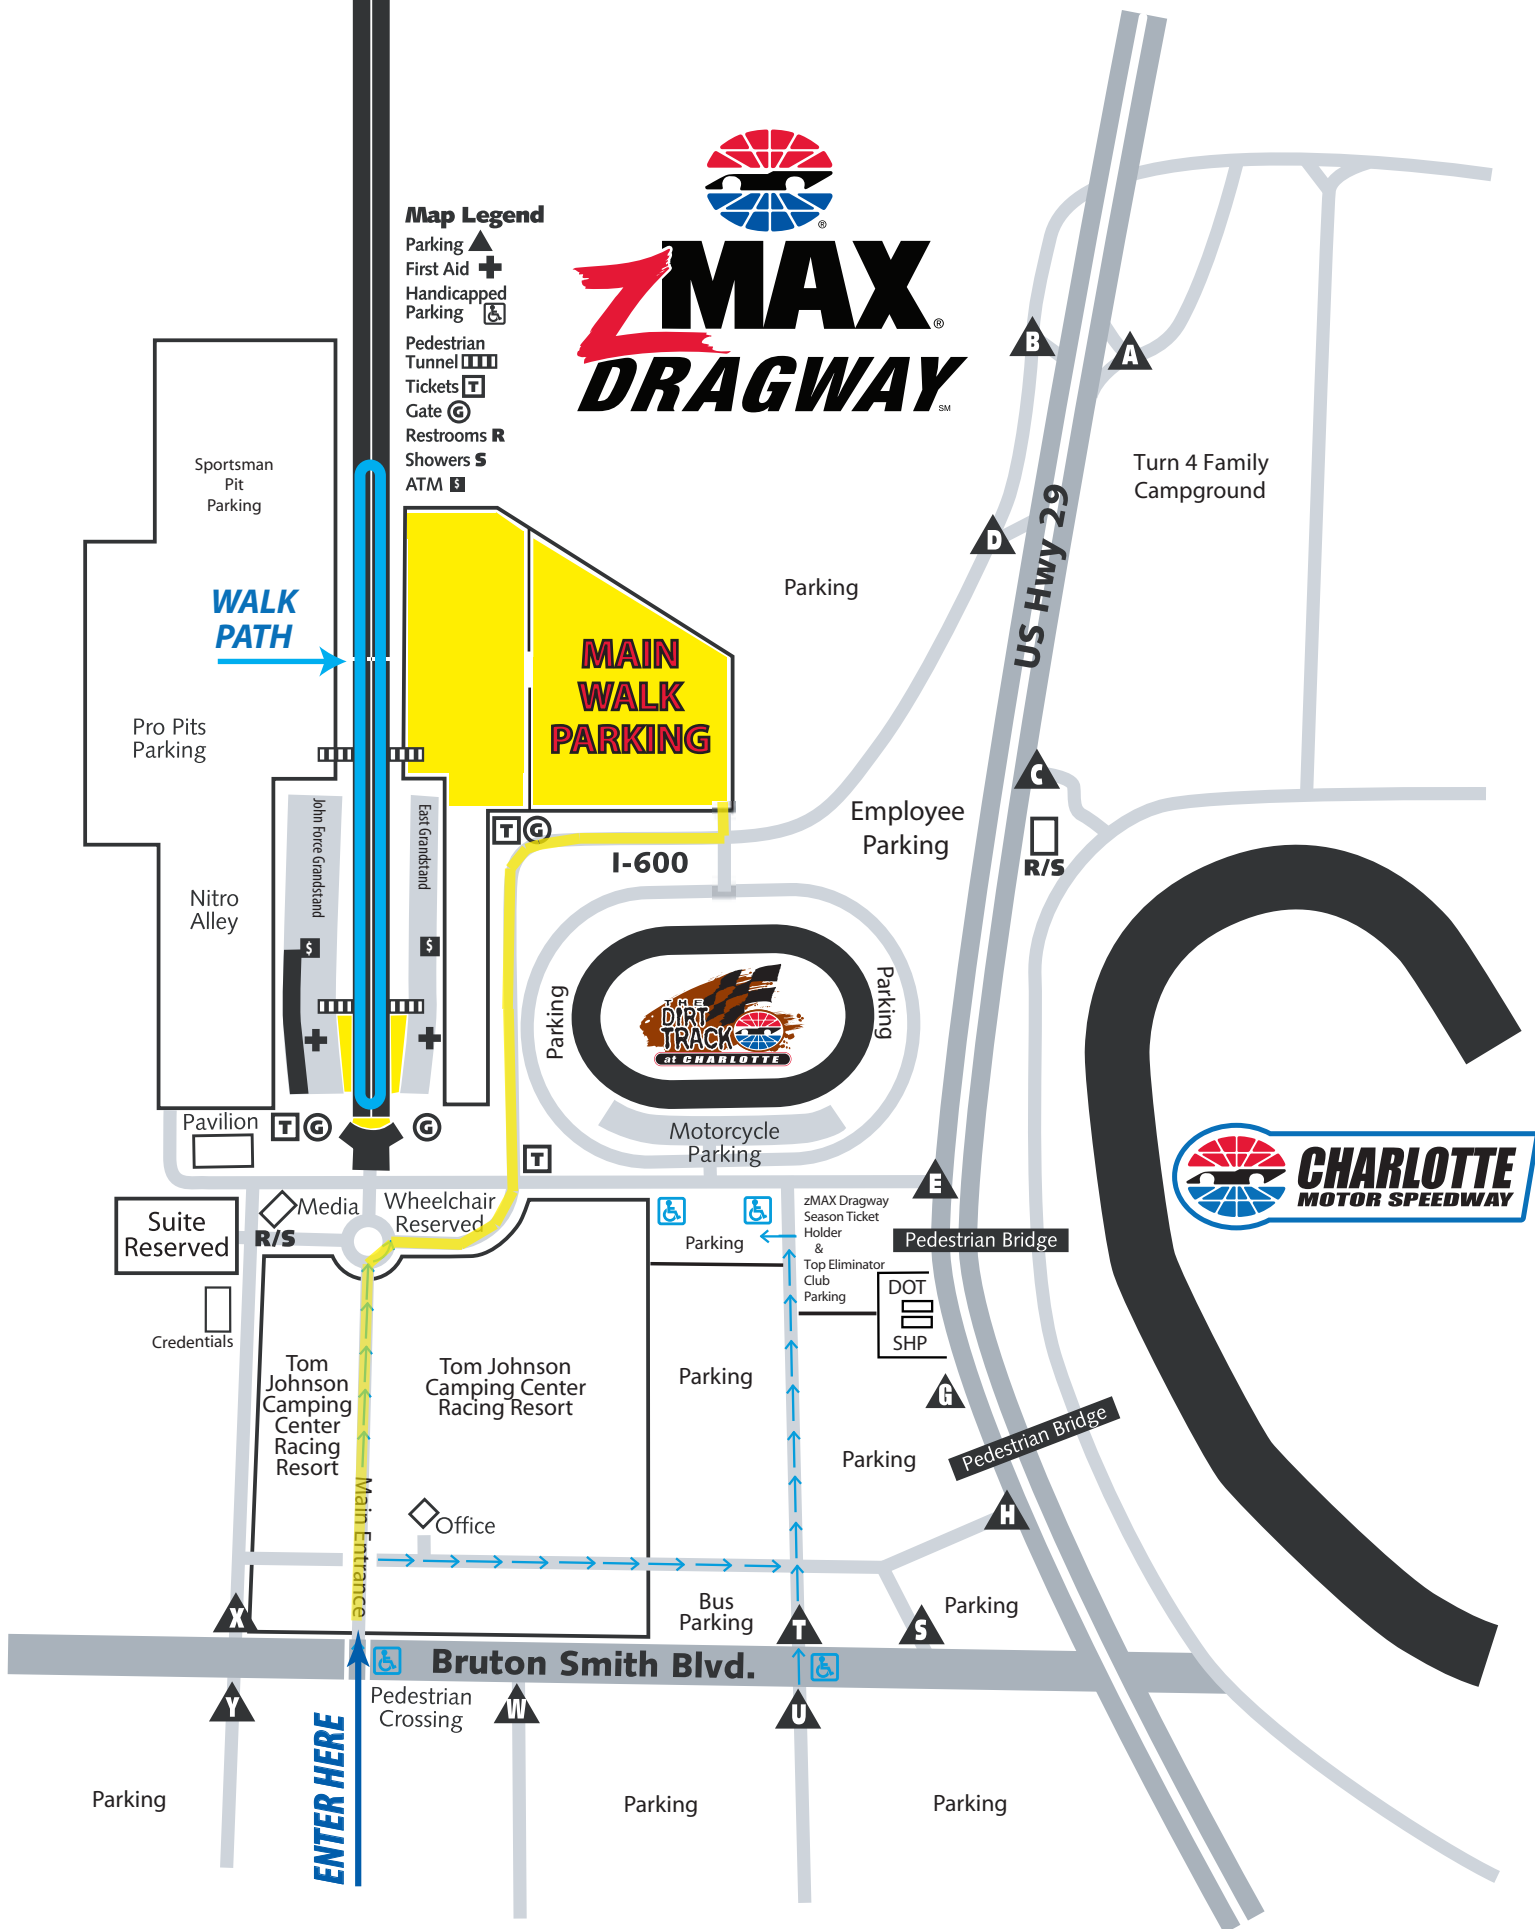 Map Legend
Parking
First Aid
Handicapped
Parking
Pedestrian
Tunnel
Tickets T
Gate G
Restrooms R
Showers S
ATM $
®
ZMAX®
DRAGWAY SM
B
A
Sportsman
Pit
Parking
Turn 4 Family
Campground
US Hwy 29
D
Parking
WALK
PATH
MAIN
WALK
PARKING
Pro Pits
Parking
C
R/S
Employee
Parking
John Force Grandstand
East Grandstand
T G
I-600
Nitro
Alley
$
$
Parking
Parking
THE
DIRT
TRACK
at CHARLOTTE
Motorcycle
Parking
Pavilion
T G
G
T
CHARLOTTE
MOTOR SPEEDWAY
E
Media
Wheelchair
Reserved
Suite
Reserved
R/S
Parking
zMAX Dragway
Season Ticket
Holder
&
Top Eliminator
Club
Parking
Pedestrian Bridge
DOT
SHP
Credentials
Tom
Johnson
Camping
Center
Racing
Resort
Tom Johnson
Camping Center
Racing Resort
Parking
G
Pedestrian Bridge
Parking
Main Entrance
Office
H
Bus
Parking
Parking
X
T
S
Bruton Smith Blvd.
Pedestrian
Crossing
Y
W
U
ENTER HERE
Parking
Parking
Parking